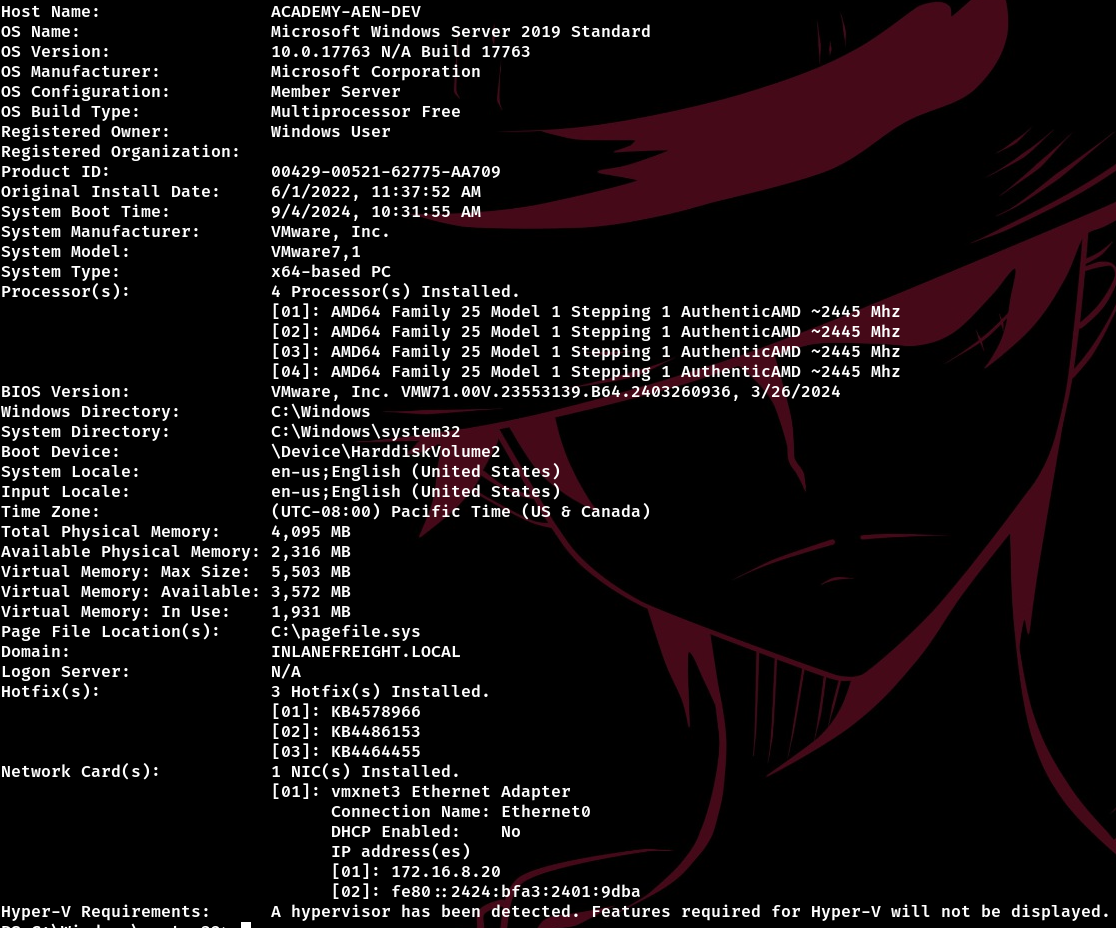 Host Name: ACADEMY-AEN-DEV
OS Name: Microsoft Windows Server 2019 Standard
OS Version: 10.0.17763 N/A Build 17763
OS Manufacturer: Microsoft Corporation
OS Configuration: Member Server
OS Build Type: Multiprocessor Free
Registered Owner: Windows User
Registered Organization:
Product ID: 00429-00521-62775-AA709
Original Install Date: 6/1/2022, 11:37:52 AM
System Boot Time: 9/4/2024, 10:31:55 AM
System Manufacturer: VMware, Inc.
System Model: VMware7,1
System Type: x64-based PC
Processor(s): 4 Processor(s) Installed.
[01]: AMD64 Family 25 Model 1 Stepping 1 AuthenticAMD ~2445 Mhz
[02]: AMD64 Family 25 Model 1 Stepping 1 AuthenticAMD ~2445 Mhz
[03]: AMD64 Family 25 Model 1 Stepping 1 AuthenticAMD ~2445 Mhz
[04]: AMD64 Family 25 Model 1 Stepping 1 AuthenticAMD ~2445 Mhz
BIOS Version: VMware, Inc. VMW71.00V.23553139.B64.2403260936, 3/26/2024
Windows Directory: C:\Windows
System Directory: C:\Windows\system32
Boot Device: \Device\HarddiskVolume2
System Locale: en-us;English (United States)
Input Locale: en-us;English (United States)
Time Zone: (UTC-08:00) Pacific Time (US & Canada)
Total Physical Memory: 4,095 MB
Available Physical Memory: 2,316 MB
Virtual Memory: Max Size: 5,503 MB
Virtual Memory: Available: 3,572 MB
Virtual Memory: In Use: 1,931 MB
Page File Location(s): C:\pagefile.sys
Domain: INLANEFREIGHT.LOCAL
Logon Server: N/A
Hotfix(s): 3 Hotfix(s) Installed.
[01]: KB4578966
[02]: KB4486153
[03]: KB4464455
Network Card(s): 1 NIC(s) Installed.
[01]: vmxnet3 Ethernet Adapter
Connection Name: Ethernet0
DHCP Enabled: No
IP address(es)
[01]: 172.16.8.20
[02]: fe80::2424:bfa3:2401:9dba
Hyper-V Requirements: A hypervisor has been detected. Features required for Hyper-V will not be displayed.